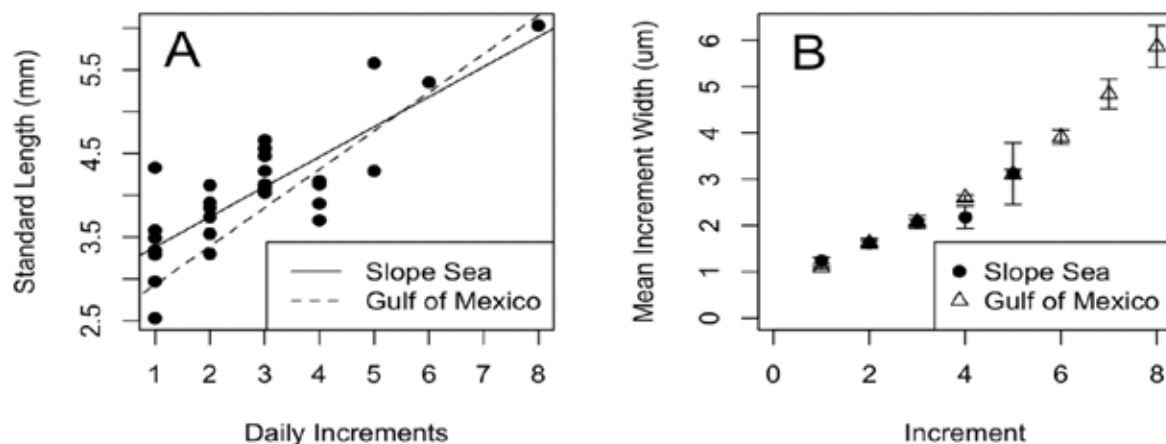 A
Standard Length (mm)
5.5
4.5
3.5
2.5
Slope Sea
Gulf of Mexico
1 2 3 4 5 6 7 8
Daily Increments
B
Mean Increment Width (um)
6
5
4
3
2
1
0
Slope Sea
Gulf of Mexico
0 2 4 6 8
Increment